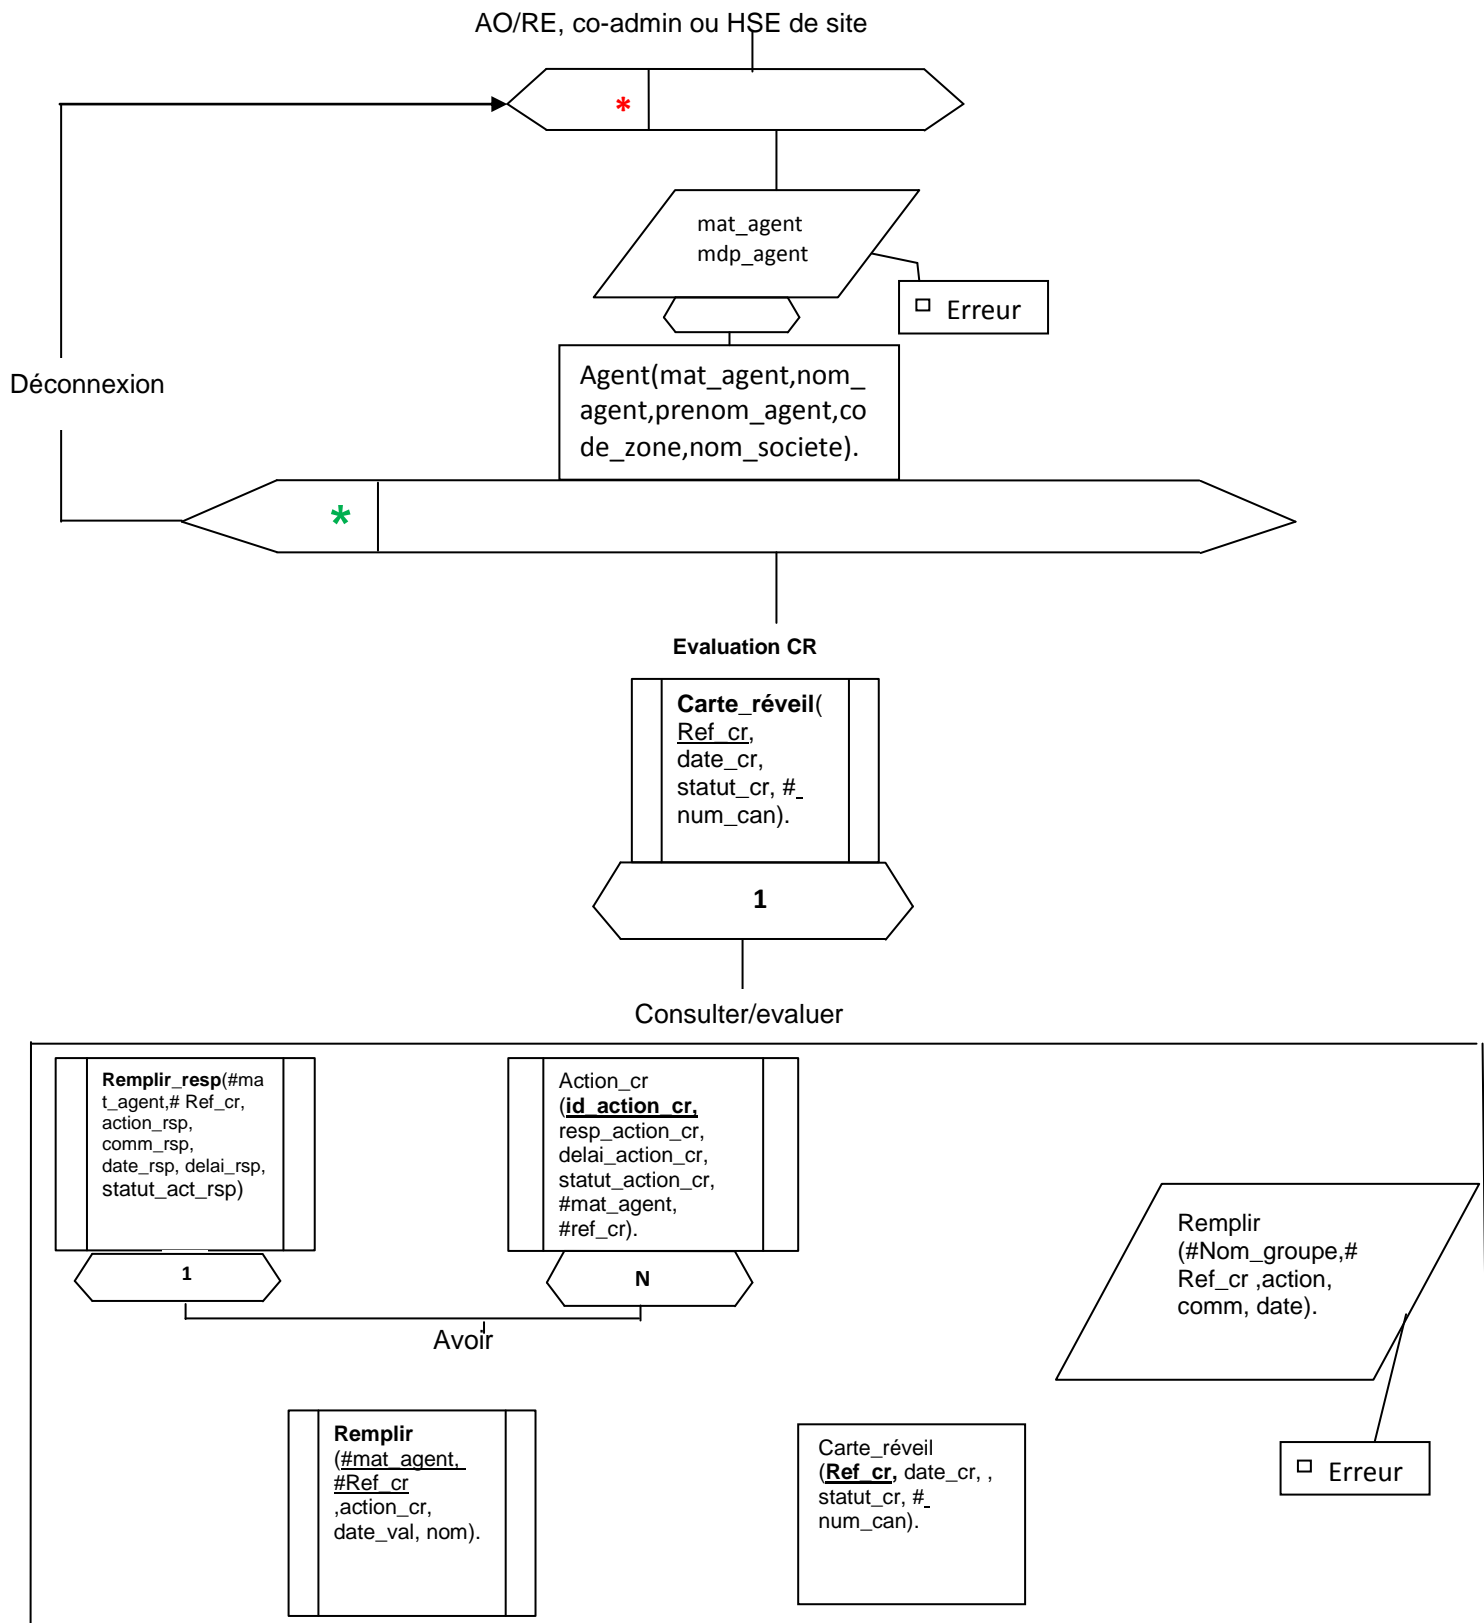 AO/RE, co-admin ou HSE de site
*
mat_agent
mdp_agent
Erreur
Agent(mat_agent,nom_
agent,prenom_agent,co
de_zone,nom_societe).
Déconnexion
*
Evaluation CR
Carte_réveil(
Ref_cr,
date_cr,
statut_cr, #_
num_can).
1
Consulter/evaluer
Remplir_resp(#ma
t_agent,# Ref_cr,
action_rsp,
comm_rsp,
date_rsp, delai_rsp,
statut_act_rsp)
1
Action_cr
(id_action_cr,
resp_action_cr,
delai_action_cr,
statut_action_cr,
#mat_agent,
#ref_cr).
N
Avoir
Remplir
(#Nom_groupe,#
Ref_cr ,action,
comm, date).
Erreur
Remplir
(#mat_agent,
#Ref_cr
,action_cr,
date_val, nom).
Carte_réveil
(Ref_cr, date_cr, ,
statut_cr, #_
num_can).